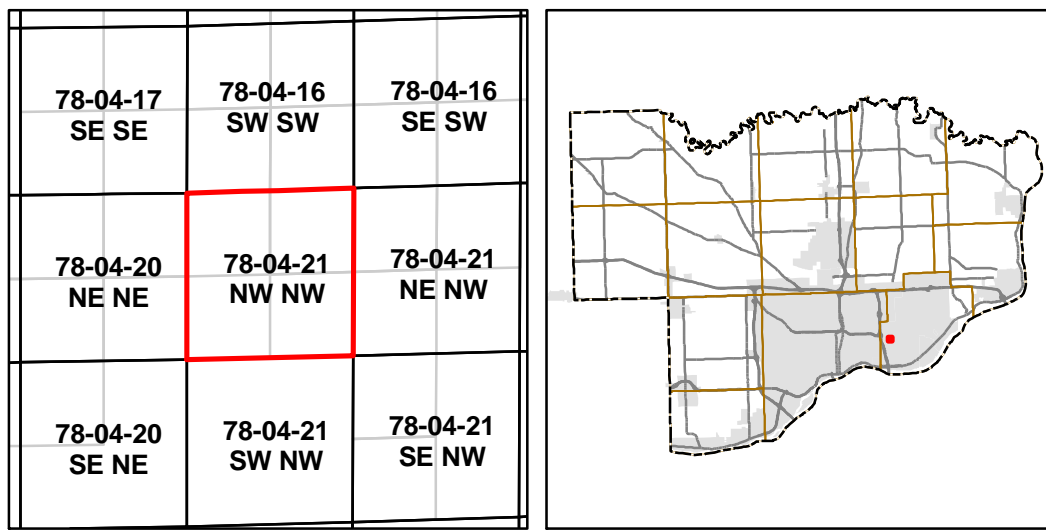 78-04-17
SE SE
78-04-16
SW SW
78-04-16
SE SW
78-04-20
NE NE
78-04-21
NW NW
78-04-21
NE NW
78-04-20
SE NE
78-04-21
SW NW
78-04-21
SE NW